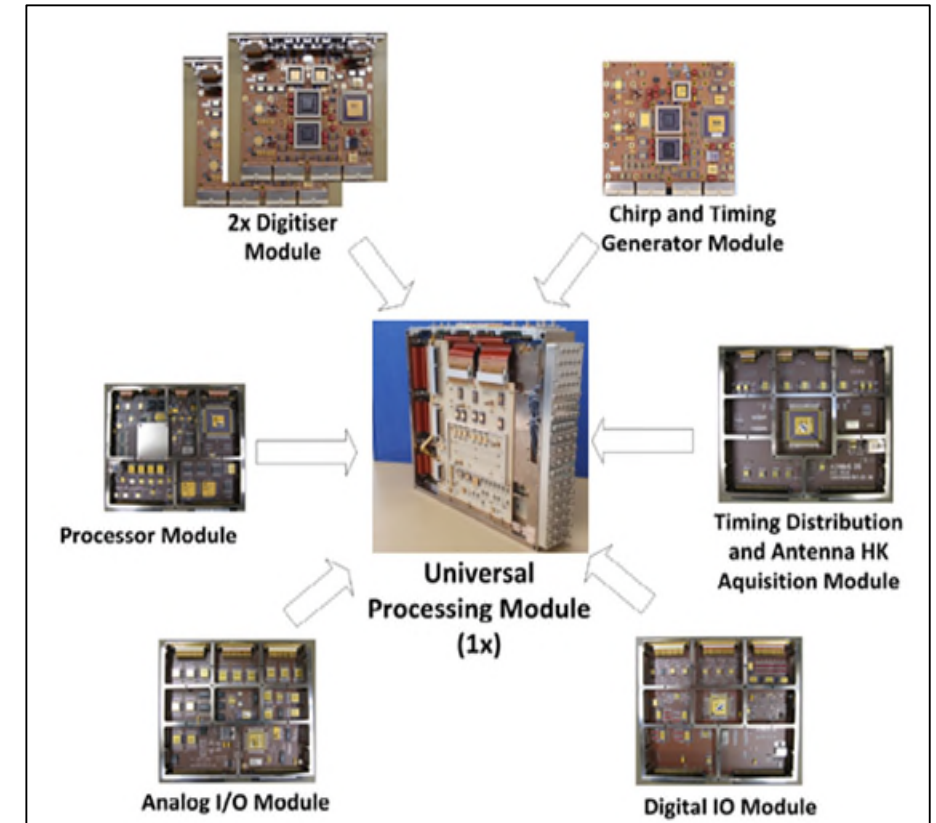 2x Digitiser
Module
Chirp and Timing
Generator Module
Processor Module
Universal
Processing Module
(1x)
Timing Distribution
and Antenna HK
Aquisition Module
Analog I/O Module
Digital IO Module